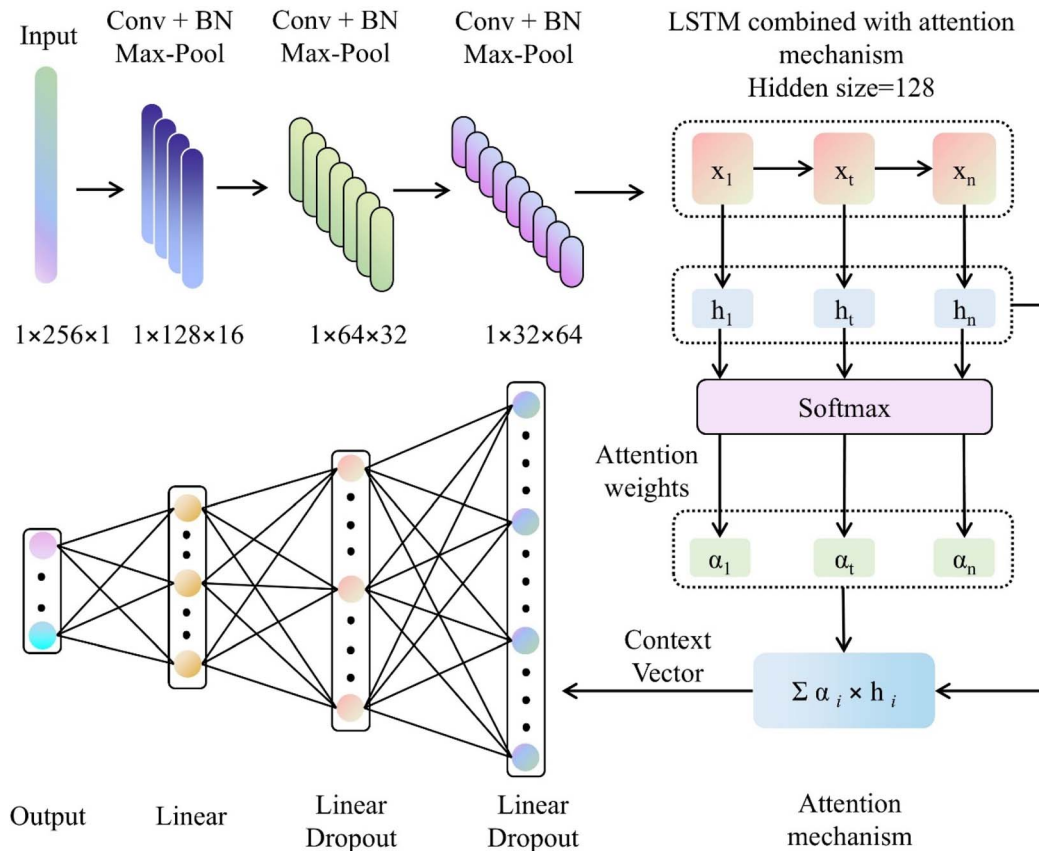 Input
Conv + BN
Max-Pool
Conv + BN
Max-Pool
Conv + BN
Max-Pool
LSTM combined with attention
mechanism
Hidden size=128
x₁
xₜ
xₙ
1×256×1
1×128×16
1×64×32
1×32×64
h₁
hₜ
hₙ
Softmax
Attention
weights
α₁
αₜ
αₙ
Context
Vector
Σ α ᵢ × h ᵢ
Output
Linear
Linear
Dropout
Linear
Dropout
Attention
mechanism